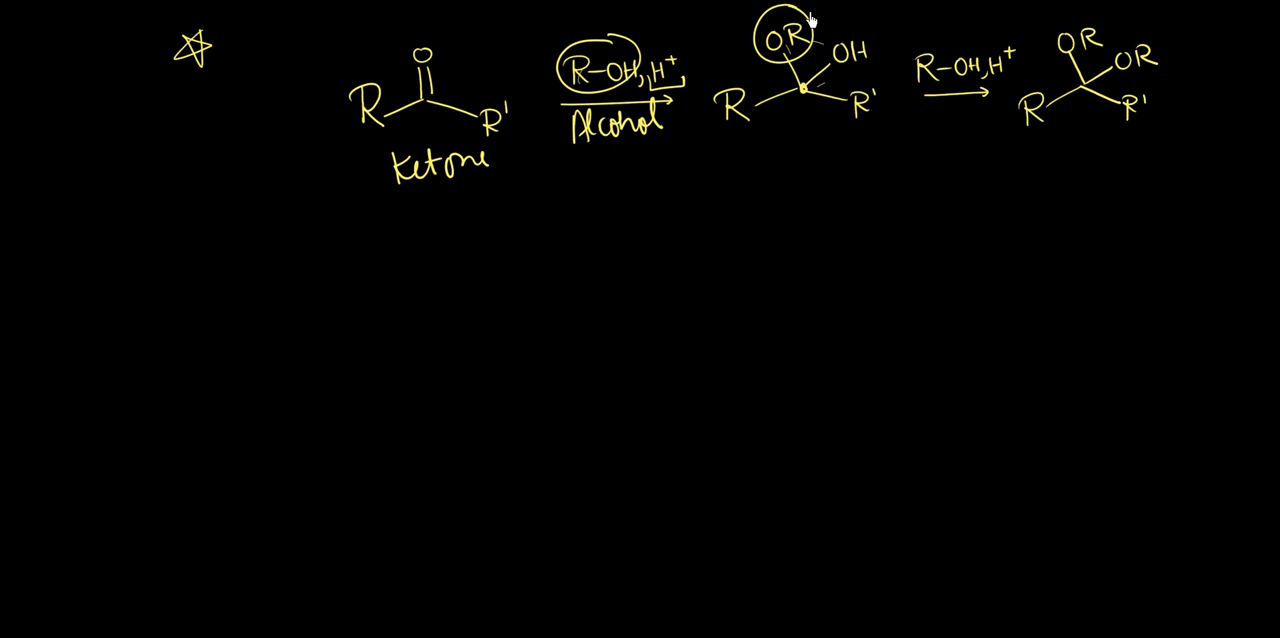 O
R
R'
Ketone
R-OH, H+
Alcohol
OR
OH
R
R'
R-OH, H+
OR
OR
R
R'